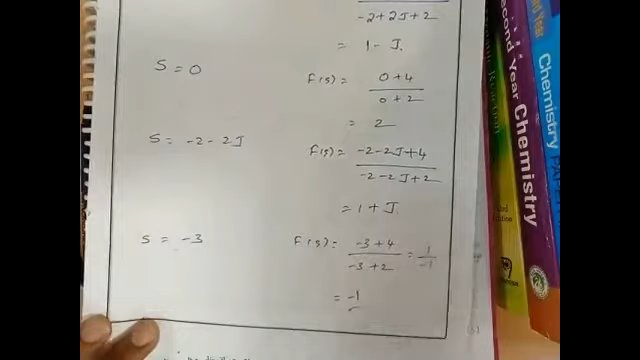 -2+2J+2
= 1 - J.
S = 0
F(s) = 0+4
0+2
= 2
S = -2-2J
F(s) = -2-2J+4
-2-2J+2
= 1 + J.
S = -3
F(s) = -3+4 = 1
-3+2 -1
= -1
Second Year Chemistry
Chemistry